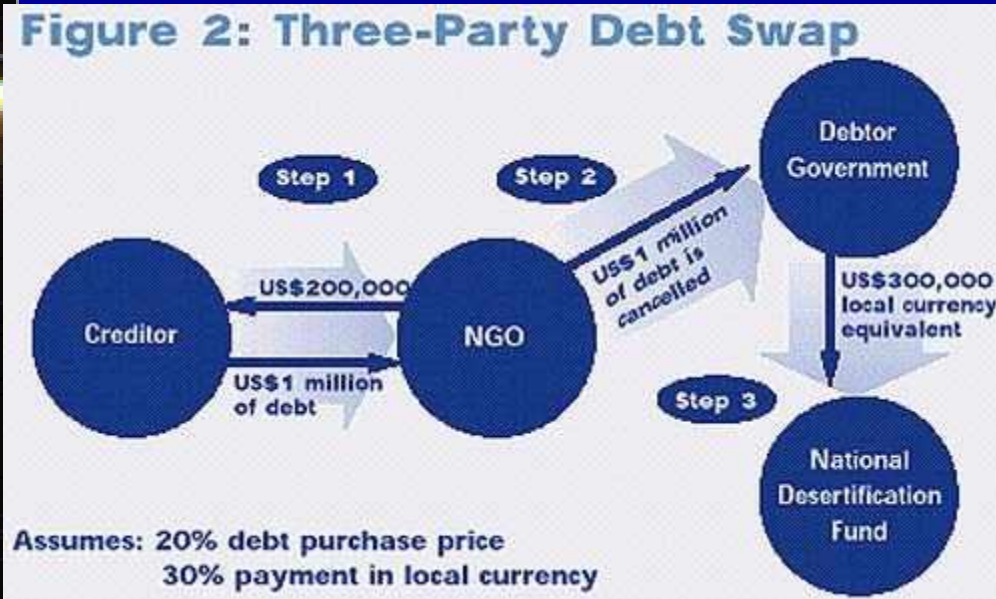 Figure 2: Three-Party Debt Swap
Step 1
Step 2
Debtor
Government
US$200,000
US$1 million
of debt is
cancelled
US$300,000
local currency
equivalent
Creditor
NGO
US$1 million
of debt
Step 3
National
Desertification
Fund
Assumes: 20% debt purchase price
30% payment in local currency